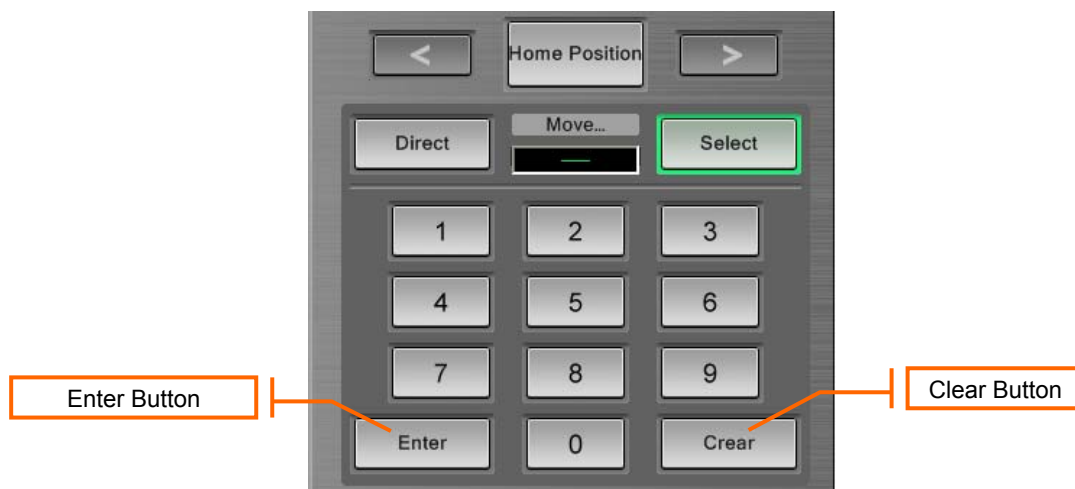 < Home Position >
Direct Move... Select
—
1 2 3
4 5 6
7 8 9
Enter Button Clear Button
Enter 0 Crear